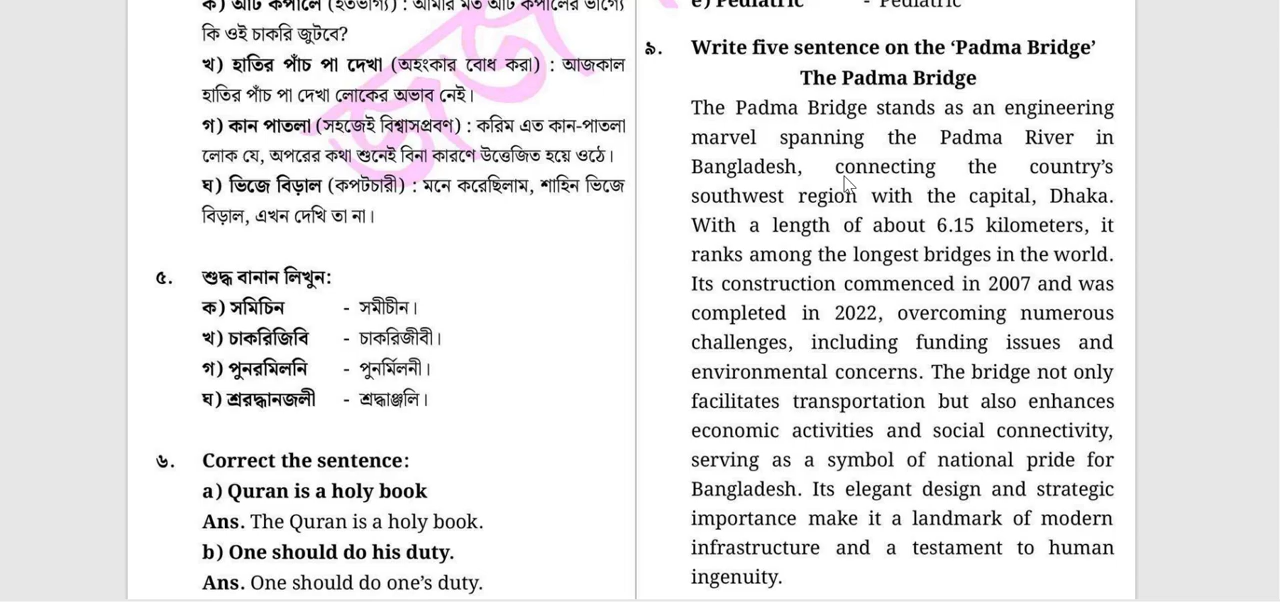 ক) আট কপালে (হতভাগ্য) : আমার মত আট কপালের ভাগ্যে
কি ওই চাকরি জুটবে?
খ) হাতির পাঁচ পা দেখা (অহংকার বোধ করা) : আজকাল
হাতির পাঁচ পা দেখা লোকের অভাব নেই।
গ) কান পাতলা (সহজেই বিশ্বাসপ্রবণ) : করিম এত কান-পাতলা
লোক যে, অপরের কথা শুনেই বিনা কারণে উত্তেজিত হয়ে ওঠে।
ঘ) ভিজে বিড়াল (কপটচারী) : মনে করেছিলাম, শাহিন ভিজে
বিড়াল, এখন দেখি তা না।
৫. শুদ্ধ বানান লিখুন:
ক) সমিচিন - সমীচীন।
খ) চাকরিজিবি - চাকরিজীবী।
গ) পুনরমিলনি - পুনর্মিলনী।
ঘ) শ্ররদ্ধানজলী - শ্রদ্ধাঞ্জলি।
৬. Correct the sentence:
a) Quran is a holy book
Ans. The Quran is a holy book.
b) One should do his duty.
Ans. One should do one’s duty.
e) Pediatric - Pediatric
৯. Write five sentence on the ‘Padma Bridge’
The Padma Bridge
The Padma Bridge stands as an engineering
marvel spanning the Padma River in
Bangladesh, connecting the country’s
southwest region with the capital, Dhaka.
With a length of about 6.15 kilometers, it
ranks among the longest bridges in the world.
Its construction commenced in 2007 and was
completed in 2022, overcoming numerous
challenges, including funding issues and
environmental concerns. The bridge not only
facilitates transportation but also enhances
economic activities and social connectivity,
serving as a symbol of national pride for
Bangladesh. Its elegant design and strategic
importance make it a landmark of modern
infrastructure and a testament to human
ingenuity.